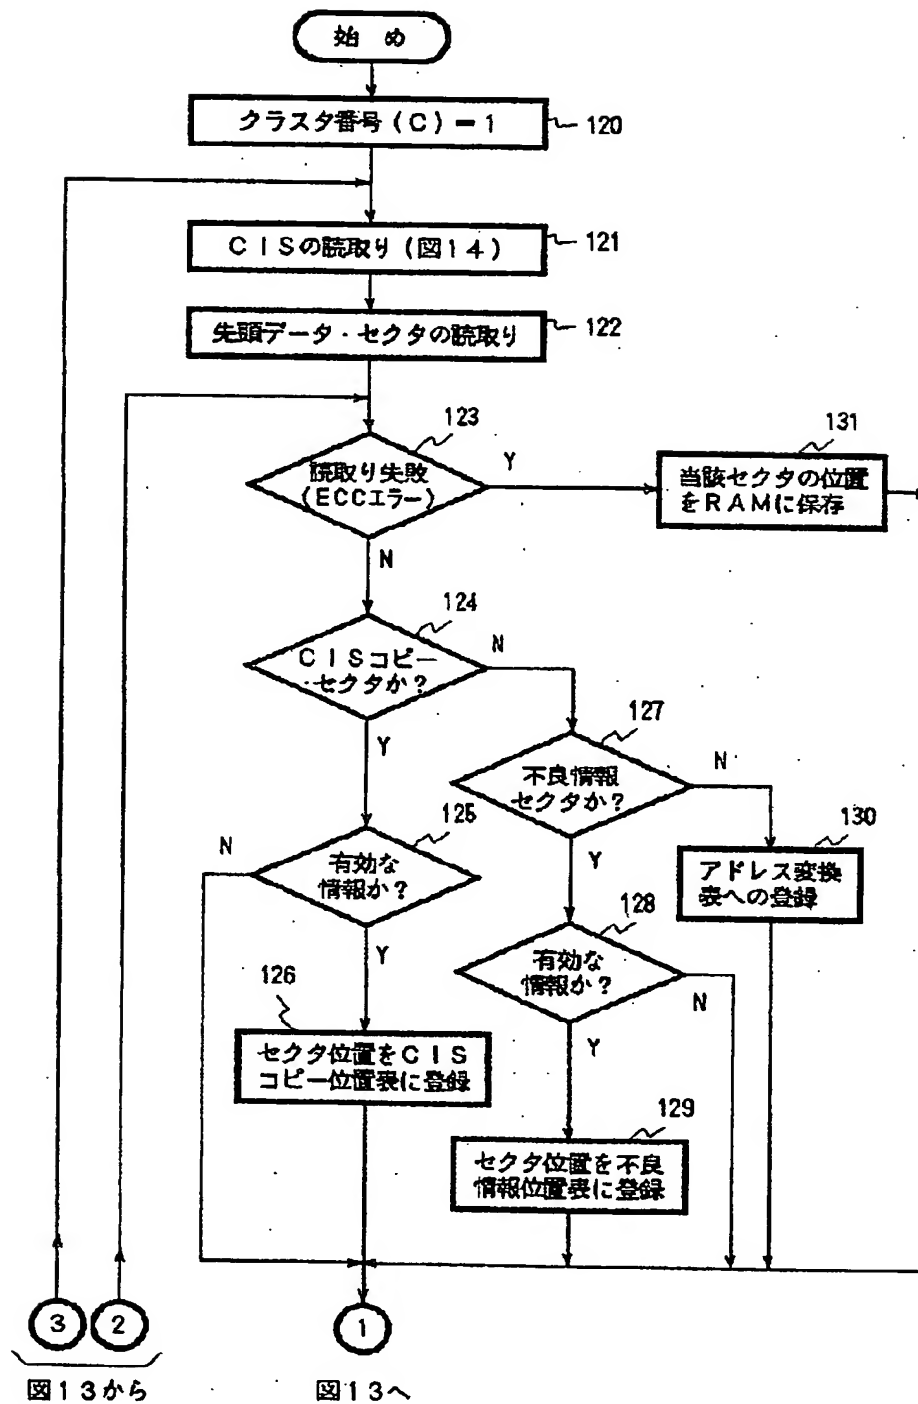 始 め
クラスタ番号(C)=1
120
CISの読取り(図14)
121
先頭データ・セクタの読取り
122
123
読取り失敗
(ECCエラー)
Y
N
131
当該セクタの位置
をRAMに保存
124
CISコピー
セクタか?
N
Y
127
不良情報
セクタか?
N
Y
125
有効な
情報か?
N
Y
130
アドレス変換
表への登録
128
有効な
情報か?
N
Y
126
セクタ位置をCIS
コピー位置表に登録
129
セクタ位置を不良
情報位置表に登録
3
2
1
図13から
図13へ